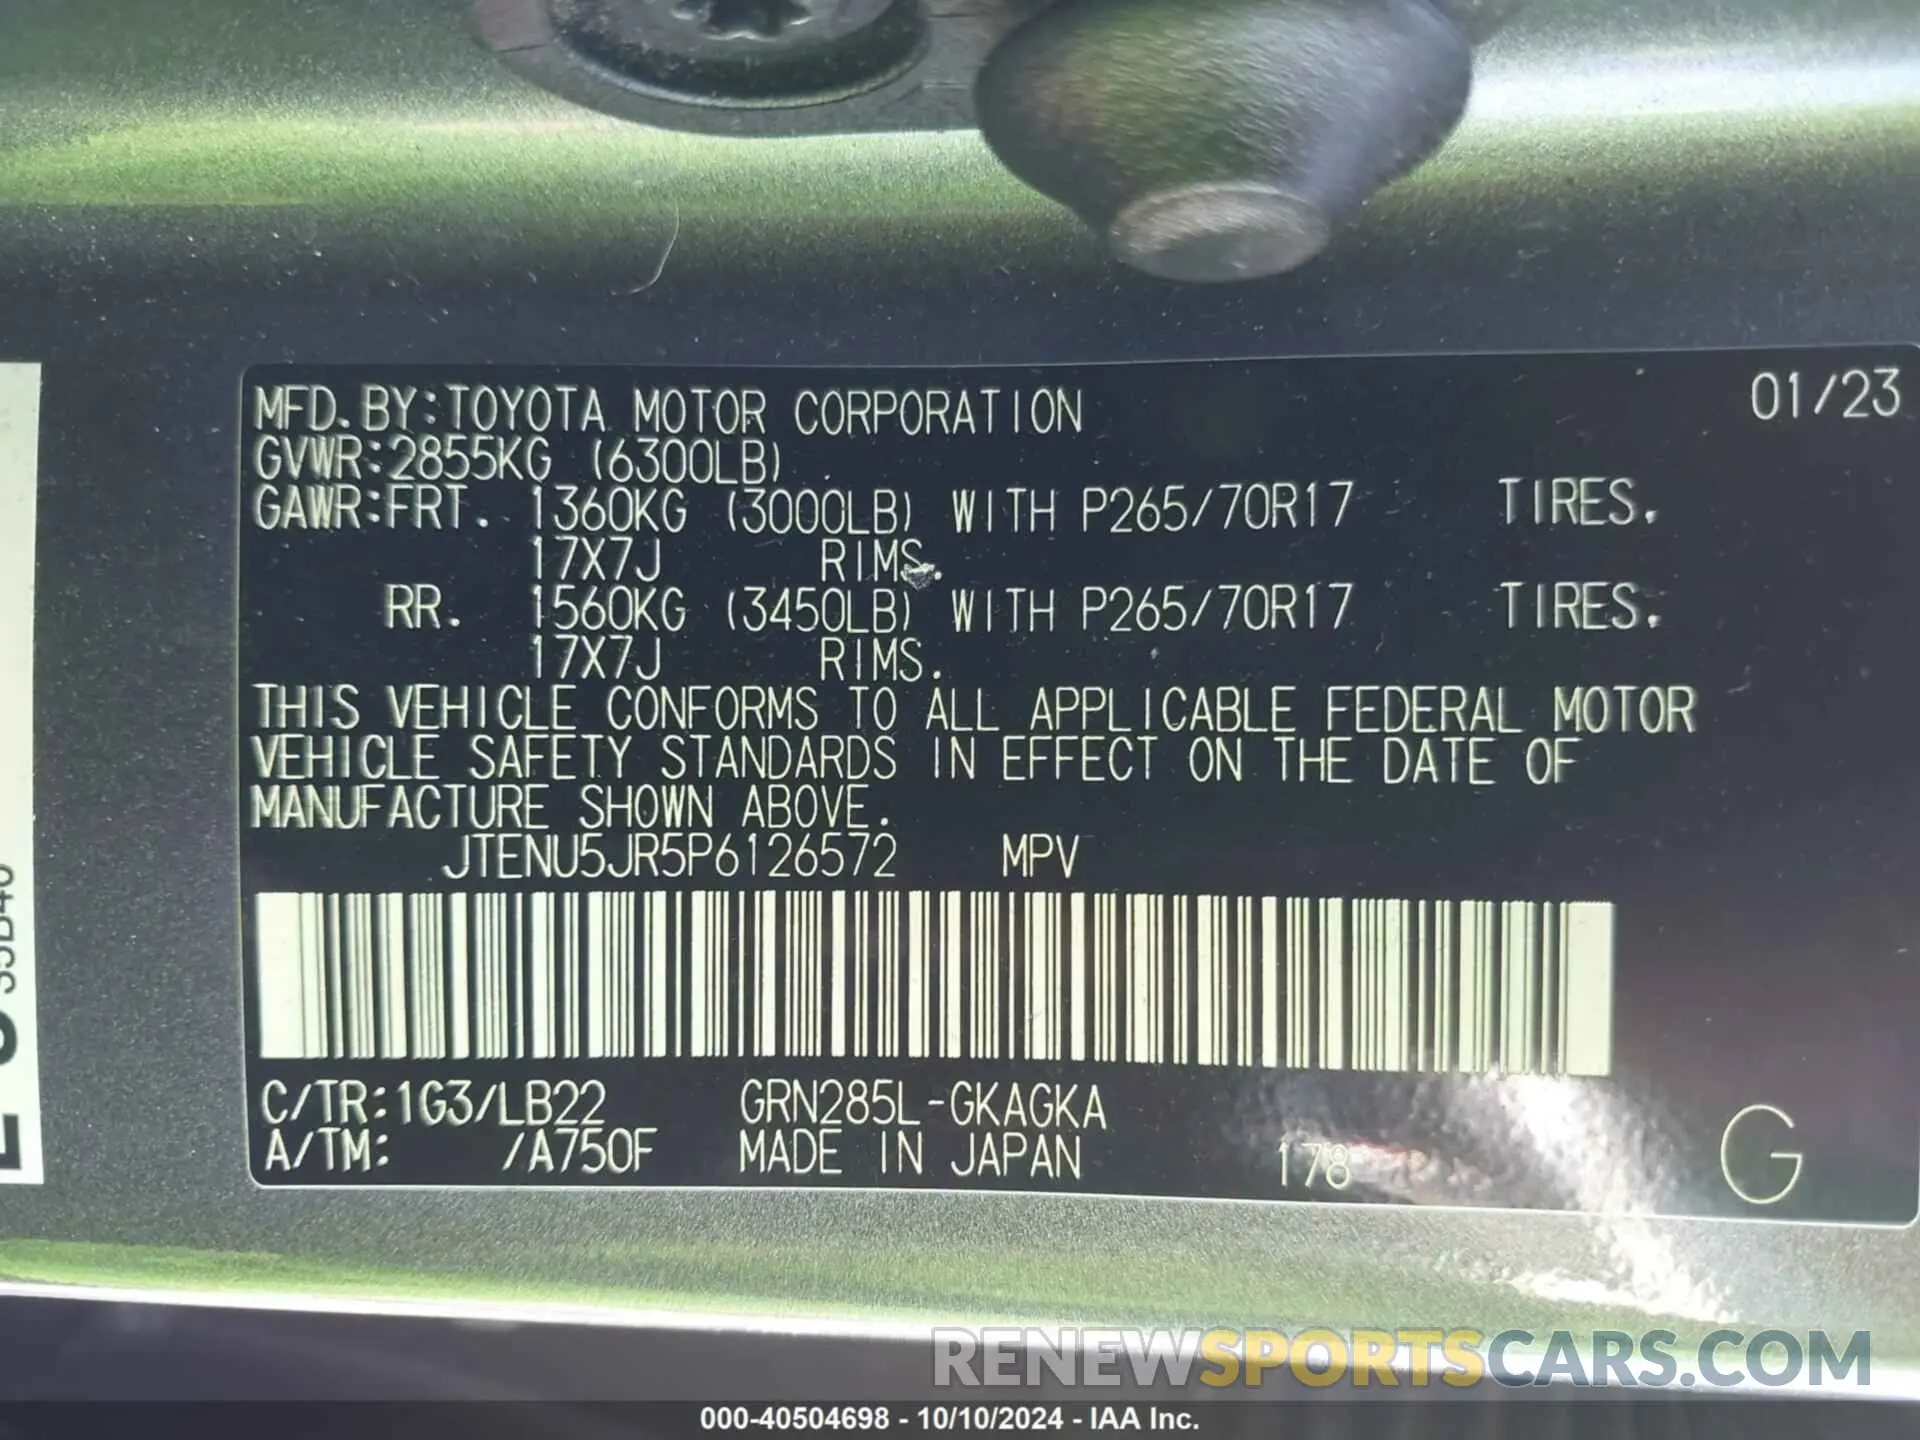 MFD. BY: TOYOTA MOTOR CORPORATION 01/23
GVWR: 2855KG (6300LB)
GAWR: FRT. 1360KG (3000LB) WITH P265/70R17 TIRES.
17X7J RIMS.
RR. 1560KG (3450LB) WITH P265/70R17 TIRES.
17X7J RIMS.
THIS VEHICLE CONFORMS TO ALL APPLICABLE FEDERAL MOTOR
VEHICLE SAFETY STANDARDS IN EFFECT ON THE DATE OF
MANUFACTURE SHOWN ABOVE.
JTENU5JR5P6126572 MPV
C/TR: 1G3/LB22 GRN285L-GKAGKA
A/TM: /A750F MADE IN JAPAN 178 G
RENEWSPORTSCARS.COM
000-40504698 - 10/10/2024 - IAA Inc.